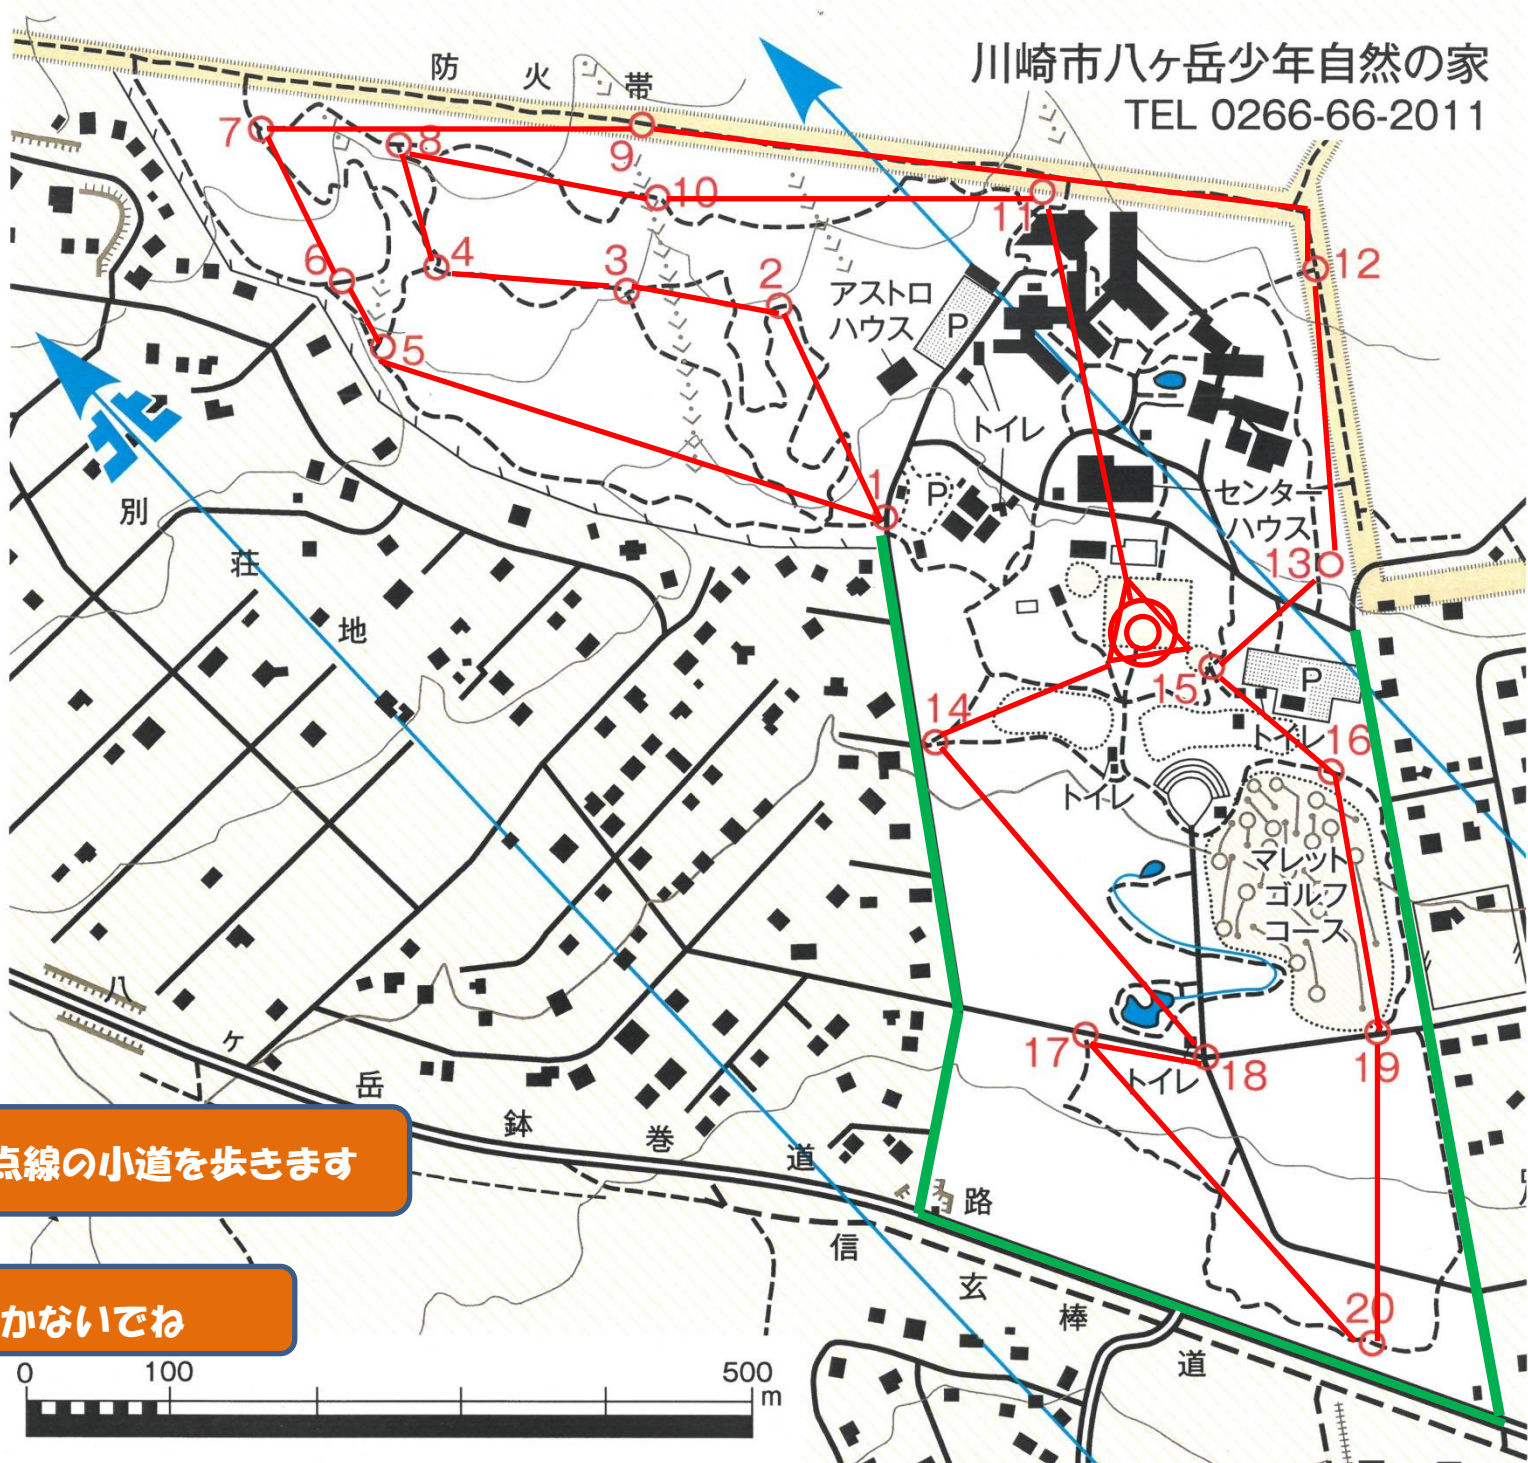 川崎市八ヶ岳少年自然の家
TEL 0266-66-2011
防火帯
7
8
9
10
11
12
6
4
3
2
5
1
アストロ
ハウス
P
トイレ
P
センター
ハウス
13
別荘地
14
15
P
トイレ
16
トイレ
マレット
ゴルフ
コース
17
18
19
トイレ
八ヶ岳鉢巻道路
点線の小道を歩きます
信玄棒道
かないでね
20
0 100 500
m